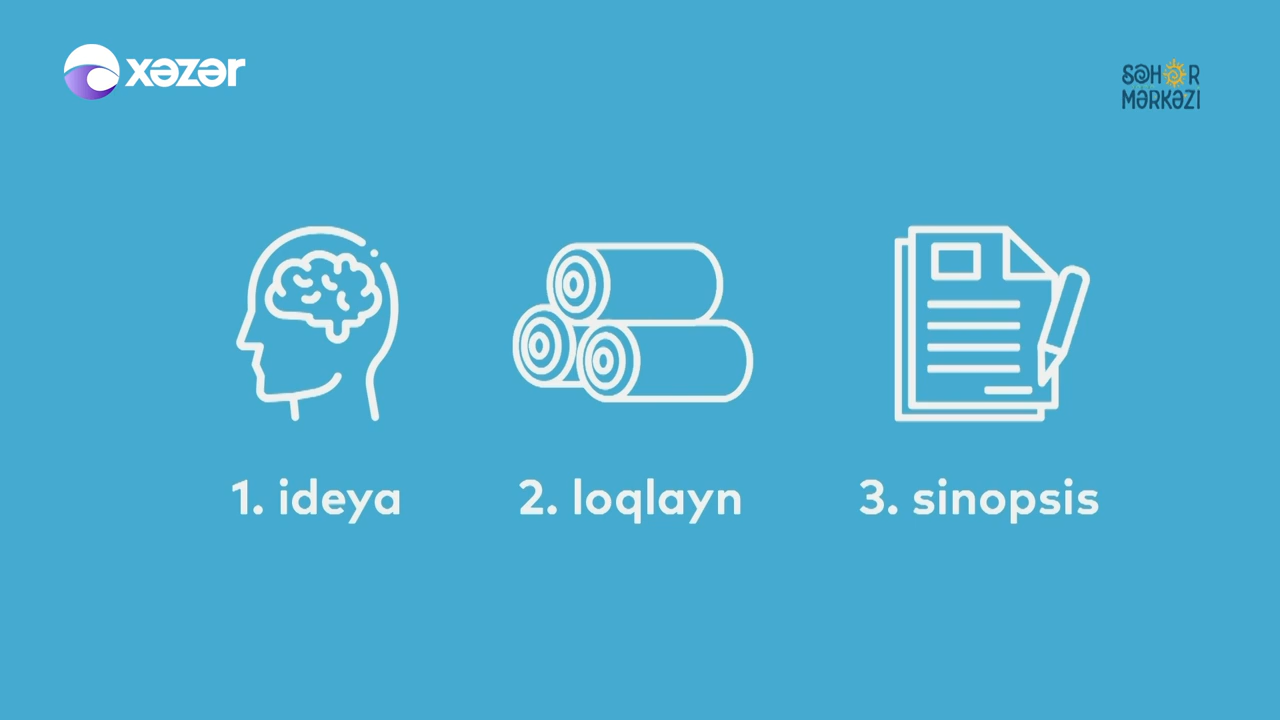 xəzər
SƏHƏR
MƏRKƏZI
1. ideya
2. loqlayn
3. sinopsis